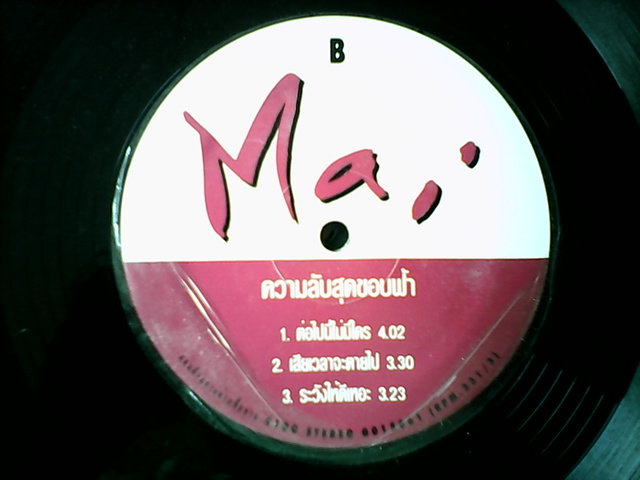 B
Mai
ความลับสุดขอบฟ้า
1. ต่อไปนี้ไม่มีใคร 4.02
2. เสียเวลาจะตายไป 3.30
3. ระวังให้ดีเหอะ 3.23
STEREO